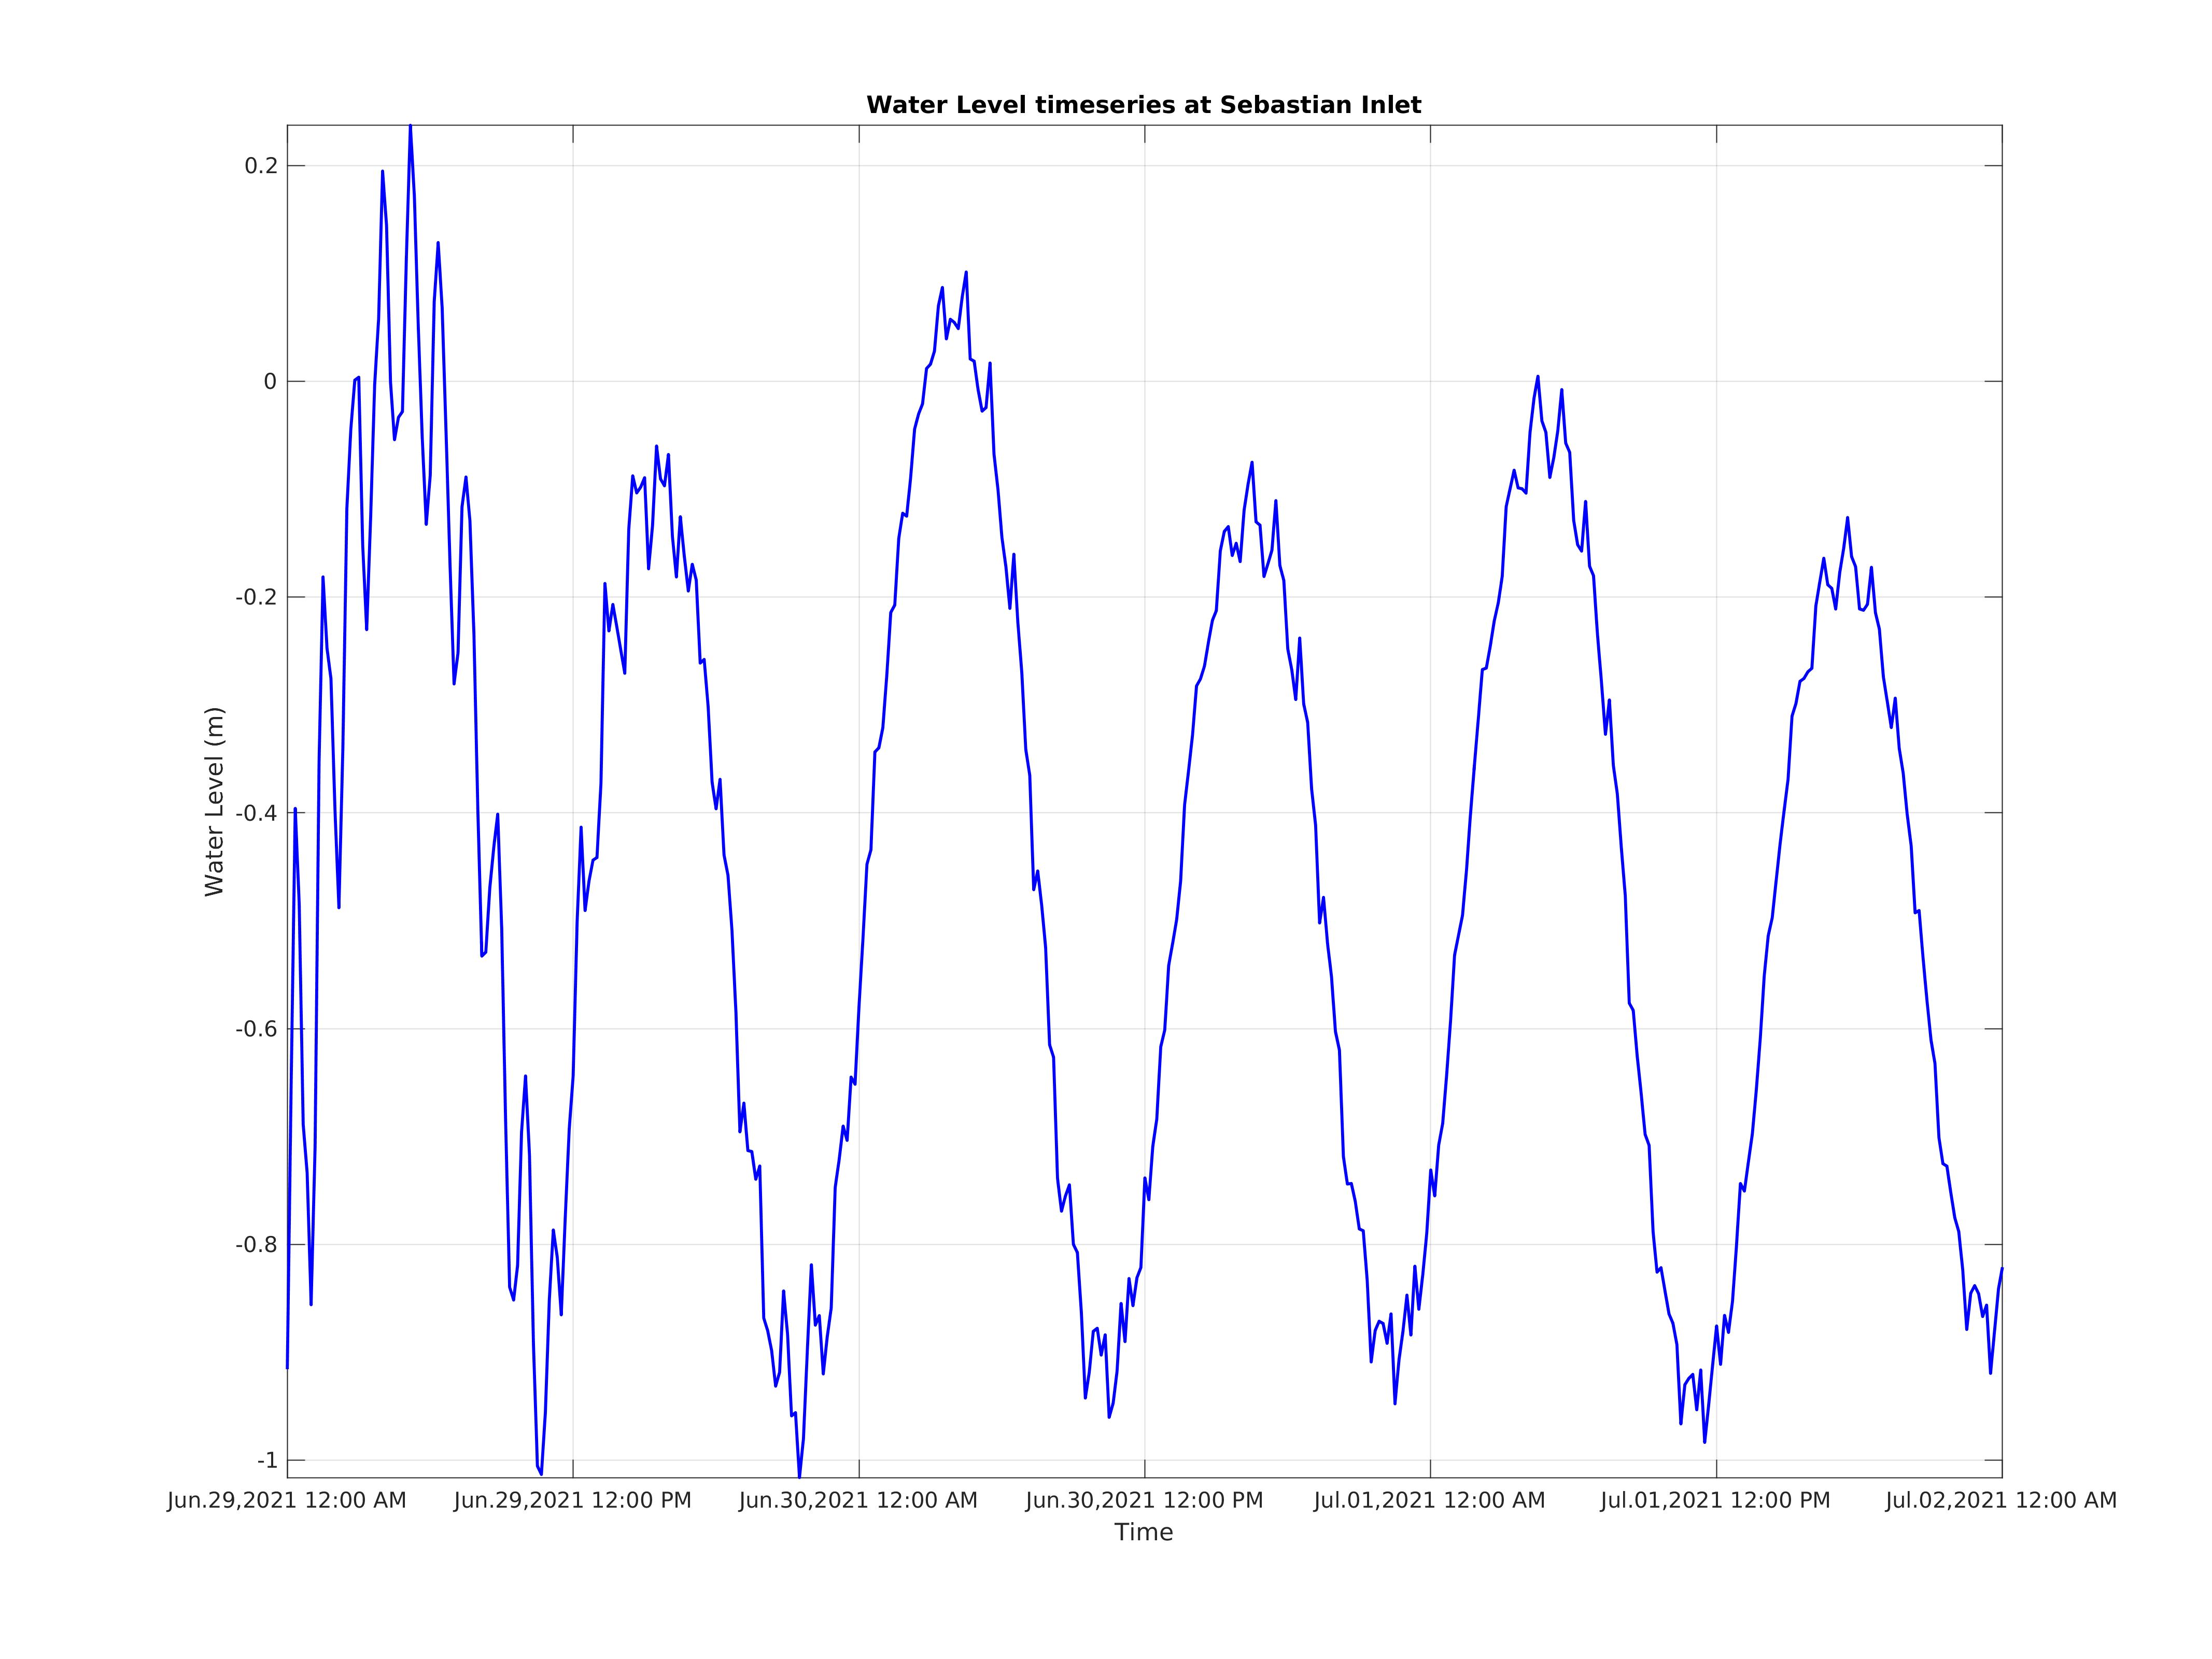 Water Level timeseries at Sebastian Inlet
0.2
0
-0.2
-0.4
-0.6
-0.8
-1
Water Level (m)
Jun.29,2021 12:00 AM
Jun.29,2021 12:00 PM
Jun.30,2021 12:00 AM
Jun.30,2021 12:00 PM
Jul.01,2021 12:00 AM
Jul.01,2021 12:00 PM
Jul.02,2021 12:00 AM
Time